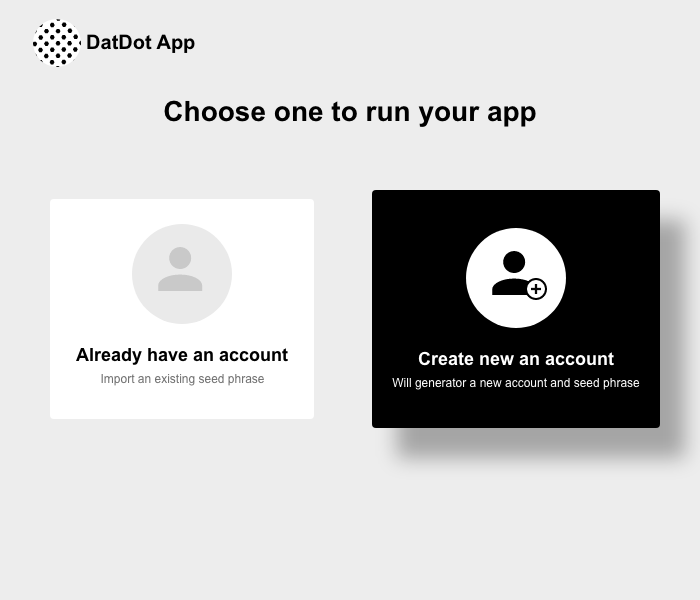 DatDot App
Choose one to run your app
Already have an account
Import an existing seed phrase
Create new an account
Will generator a new account and seed phrase